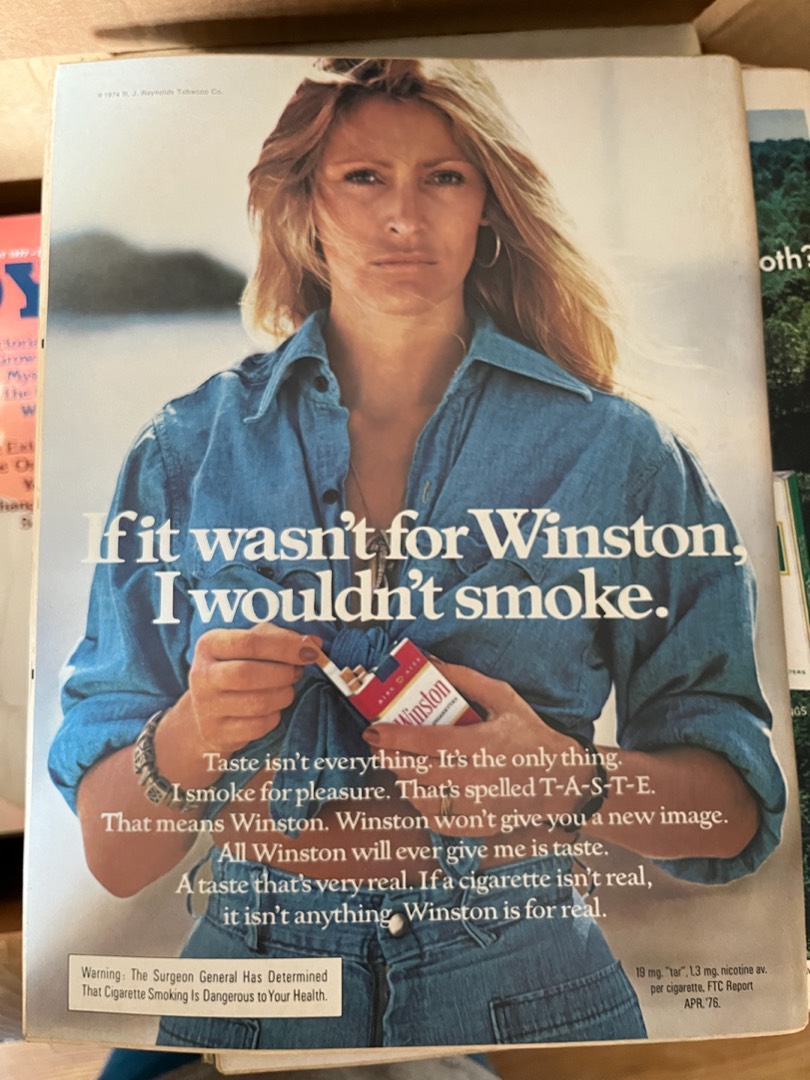 © 1974 R. J. Reynolds Tobacco Co.
oth?
If it wasn't for Winston,
I wouldn't smoke.
KING SIZE
Winston
Taste isn't everything. It's the only thing.
I smoke for pleasure. That's spelled T-A-S-T-E.
That means Winston. Winston won't give you a new image.
All Winston will ever give me is taste.
A taste that's very real. If a cigarette isn't real,
it isn't anything. Winston is for real.
Warning: The Surgeon General Has Determined
That Cigarette Smoking Is Dangerous to Your Health.
19 mg. "tar", 1.3 mg. nicotine av.
per cigarette, FTC Report
APR. '76.